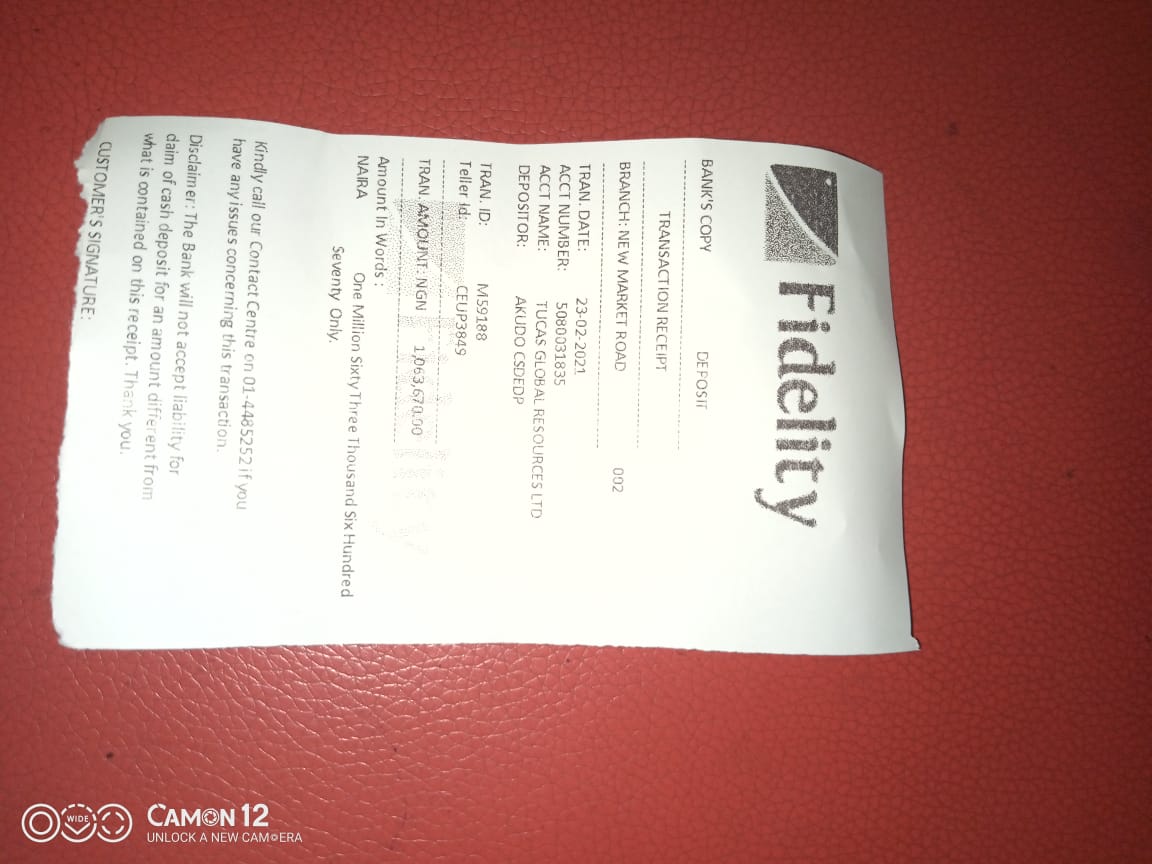 Fidelity
BANK'S COPY DEPOSIT
TRANSACTION RECEIPT
BRANCH: NEW MARKET ROAD 002
TRAN. DATE: 23-02-2021
ACCT NUMBER: 5080031835
ACCT NAME: TUCAS GLOBAL RESOURCES LTD
DEPOSITOR: AKUDO CSDEDP
TRAN. ID: M59188
Teller Id: CEUP3849
TRAN. AMOUNT: NGN 1,063,670.00
Amount In Words :
NAIRA One Million Sixty Three Thousand Six Hundred
Seventy Only.
Kindly call our Contact Centre on 01-4485252 if you
have any issues concerning this transaction.
Disclaimer: The Bank will not accept liability for
claim of cash deposit for an amount different from
what is contained on this receipt. Thank you.
CUSTOMER'S SIGNATURE:
WIDE
CAMON 12
UNLOCK A NEW CAMERA